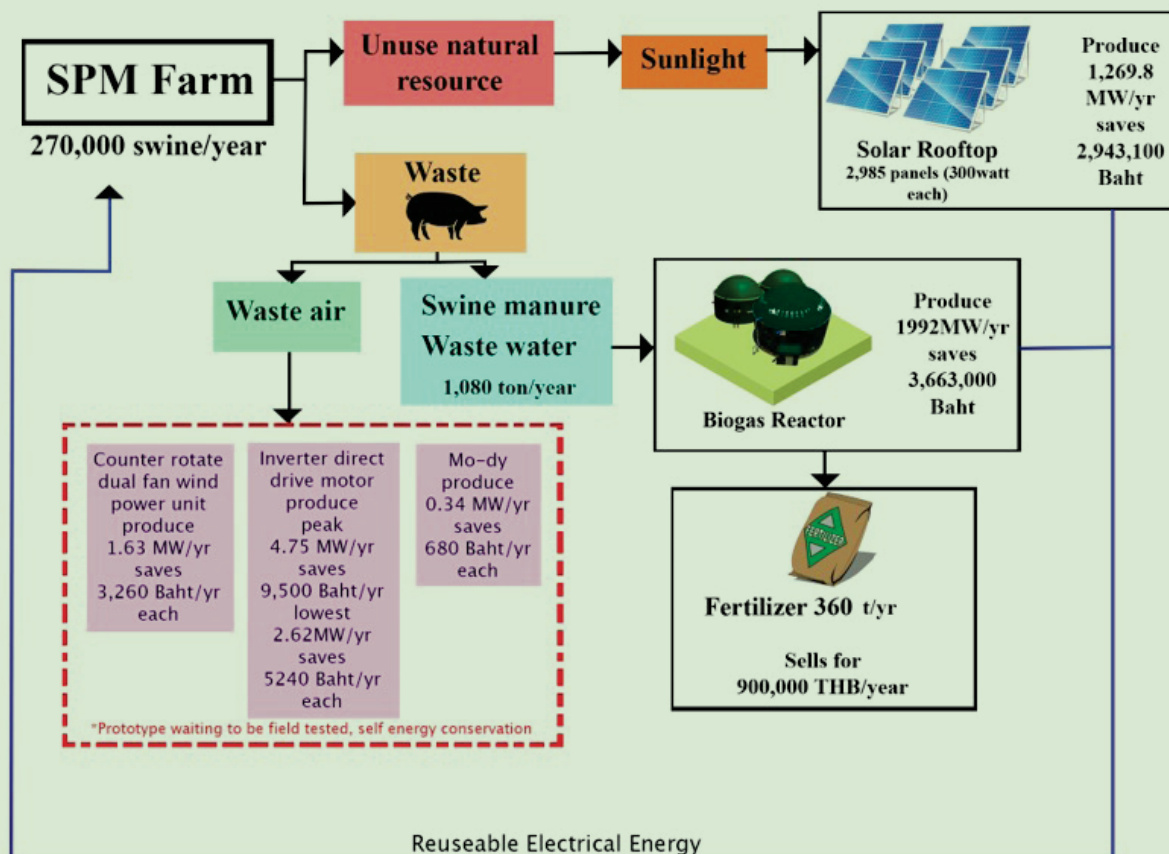 SPM Farm
270,000 swine/year
Unuse natural
resource
Sunlight
Solar Rooftop
2,985 panels (300watt
each)
Produce
1,269.8
MW/yr
saves
2,943,100
Baht
Waste
Waste air
Swine manure
Waste water
1,080 ton/year
Biogas Reactor
Produce
1992MW/yr
saves
3,663,000
Baht
Counter rotate
dual fan wind
power unit
produce
1.63 MW/yr
saves
3,260 Baht/yr
each
Inverter direct
drive motor
produce
peak
4.75 MW/yr
saves
9,500 Baht/yr
lowest
2.62MW/yr
saves
5240 Baht/yr
each
Mo-dy
produce
0.34 MW/yr
saves
680 Baht/yr
each
*Prototype waiting to be field tested, self energy conservation
FERTILIZER
Fertilizer 360 t/yr
Sells for
900,000 THB/year
Reuseable Electrical Energy